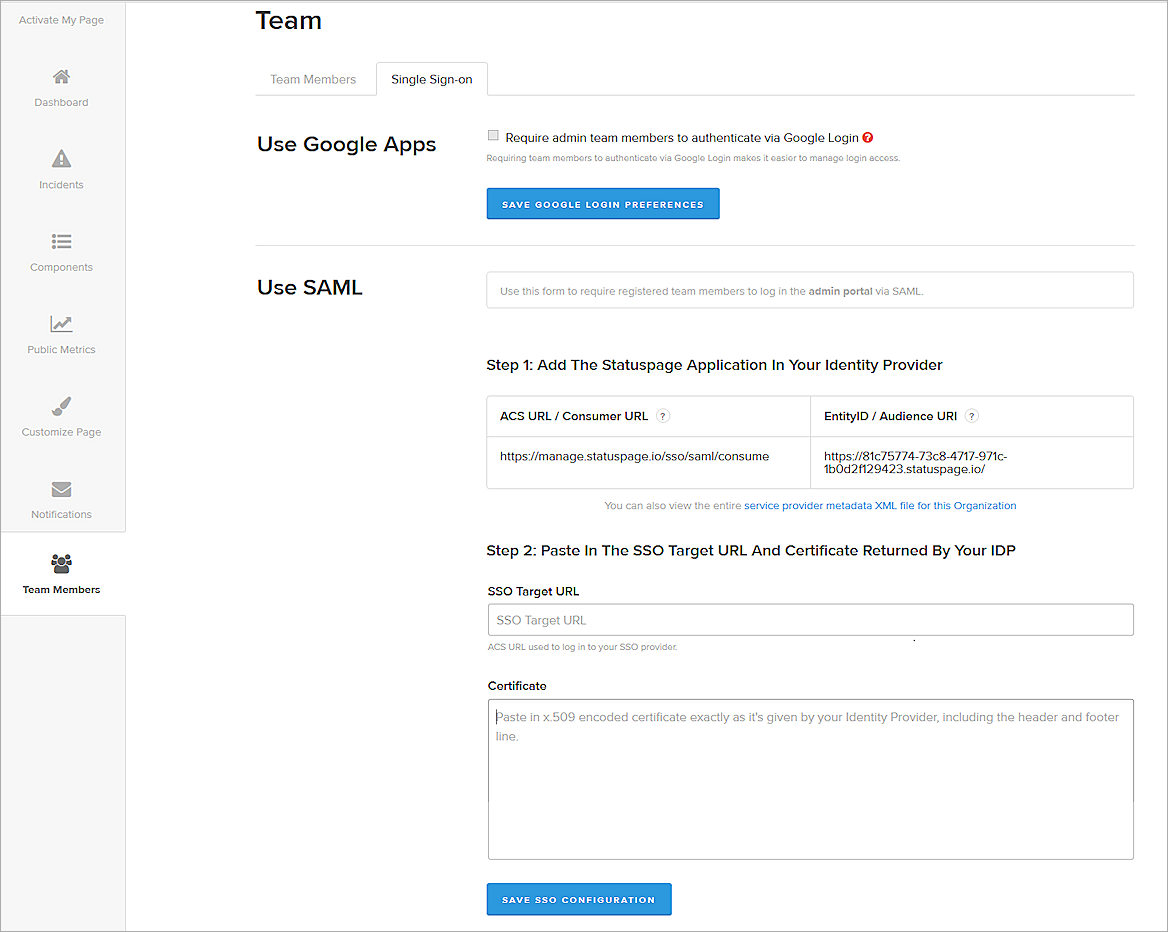 Activate My Page
Dashboard
Incidents
Components
Public Metrics
Customize Page
Notifications
Team Members
Team
Team Members
Single Sign-on
Use Google Apps
Require admin team members to authenticate via Google Login ?
Requiring team members to authenticate via Google Login makes it easier to manage login access.
SAVE GOOGLE LOGIN PREFERENCES
Use SAML
Use this form to require registered team members to log in the admin portal via SAML.
Step 1: Add The Statuspage Application In Your Identity Provider
ACS URL / Consumer URL ?
EntityID / Audience URI ?
https://manage.statuspage.io/sso/saml/consume
https://81c75774-73c8-4717-971c-
1b0d2f129423.statuspage.io/
You can also view the entire service provider metadata XML file for this Organization
Step 2: Paste In The SSO Target URL And Certificate Returned By Your IDP
SSO Target URL
SSO Target URL
ACS URL used to log in to your SSO provider.
Certificate
Paste in x.509 encoded certificate exactly as it's given by your Identity Provider, including the header and footer
line.
SAVE SSO CONFIGURATION